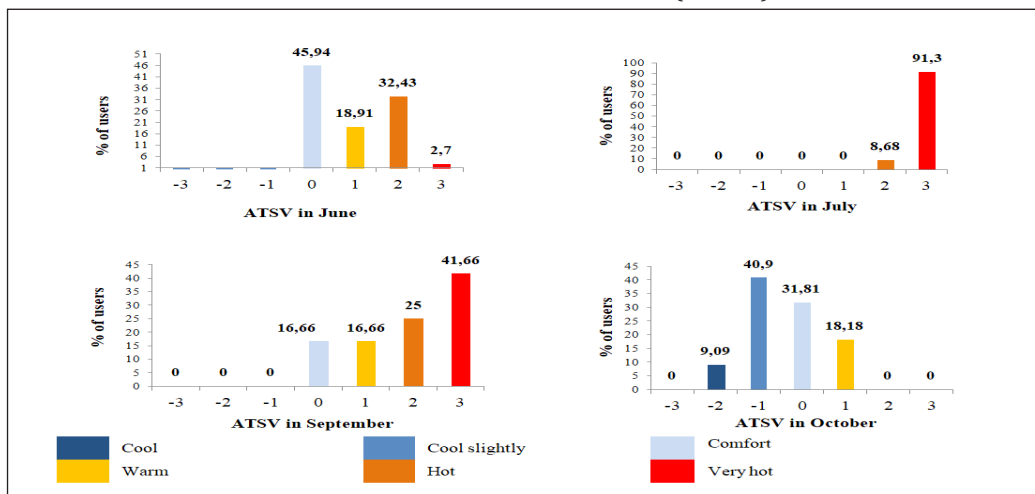 51
46
41
36
31
26
21
16
11
6
1
% of users
45,94
18,91
32,43
2,7
-3 -2 -1 0 1 2 3
ATSV in June
100
90
80
70
60
50
40
30
20
10
0
% of users
0 0 0 0 0 8,68 91,3
-3 -2 -1 0 1 2 3
ATSV in July
45
40
35
30
25
20
15
10
5
0
% of users
0 0 0 16,66 16,66 25 41,66
-3 -2 -1 0 1 2 3
ATSV in September
45
40
35
30
25
20
15
10
5
0
% of users
0 9,09 40,9 31,81 18,18 0 0
-3 -2 -1 0 1 2 3
ATSV in October
Cool Cool slightly Comfort
Warm Hot Very hot